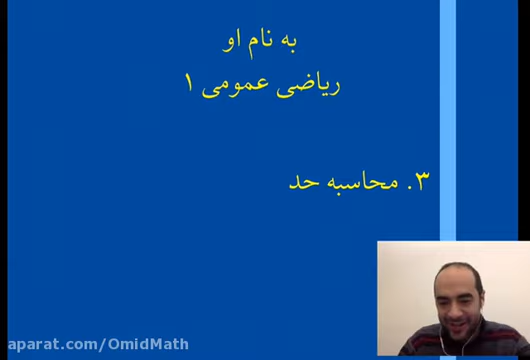 به نام او
ریاضی عمومی ۱
۳. محاسبه حد
aparat.com/OmidMath